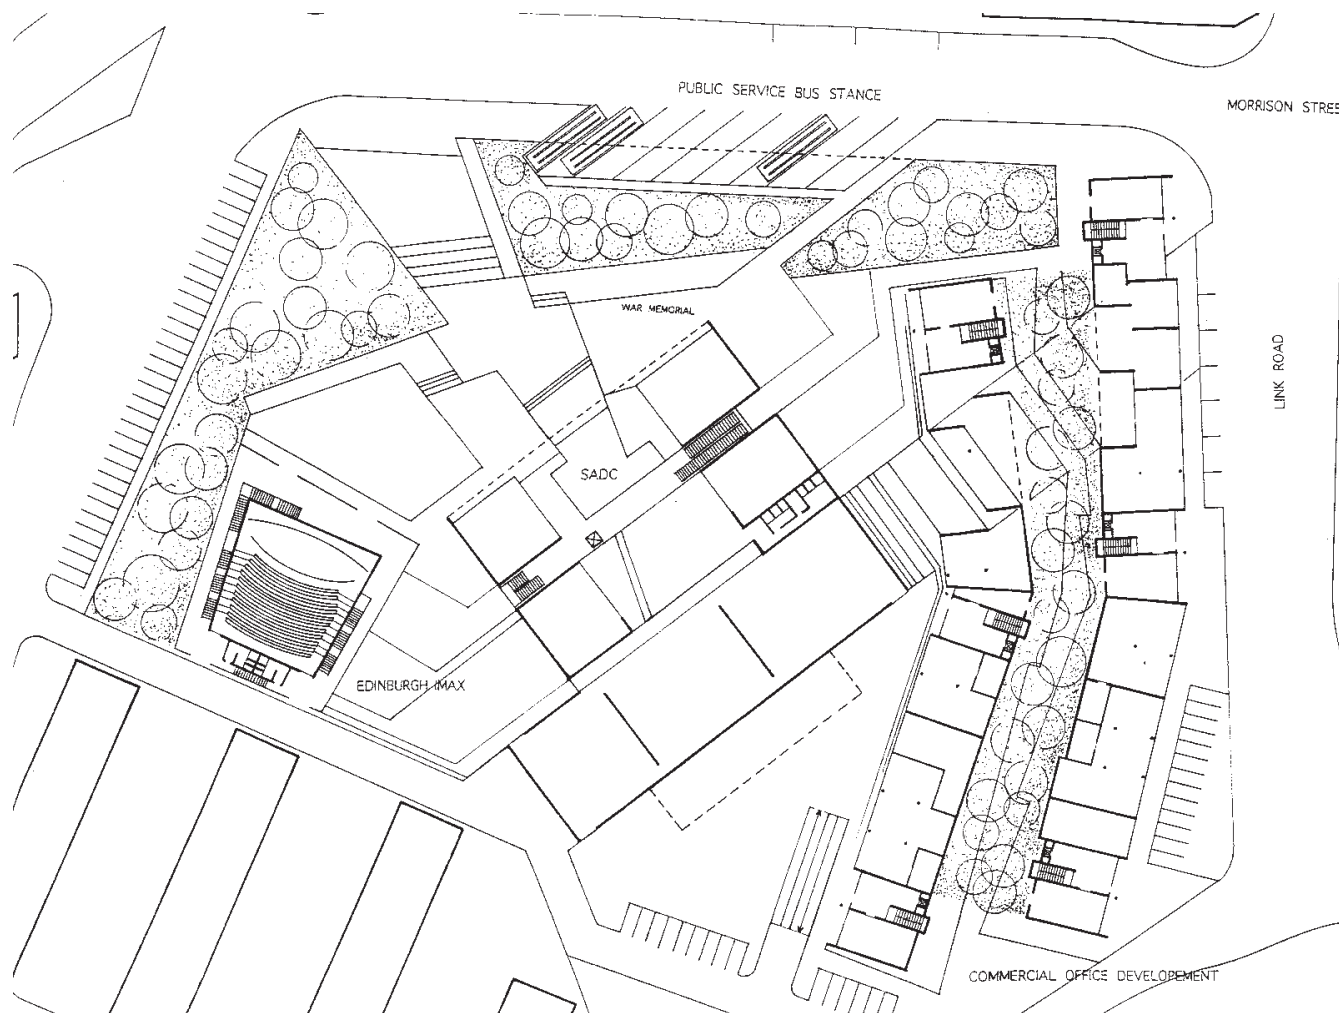 PUBLIC SERVICE BUS STANCE
MORRISON STREE
WAR MEMORIAL
LINK ROAD
SADC
EDINBURGH IMAX
COMMERCIAL OFFICE DEVELOPEMENT